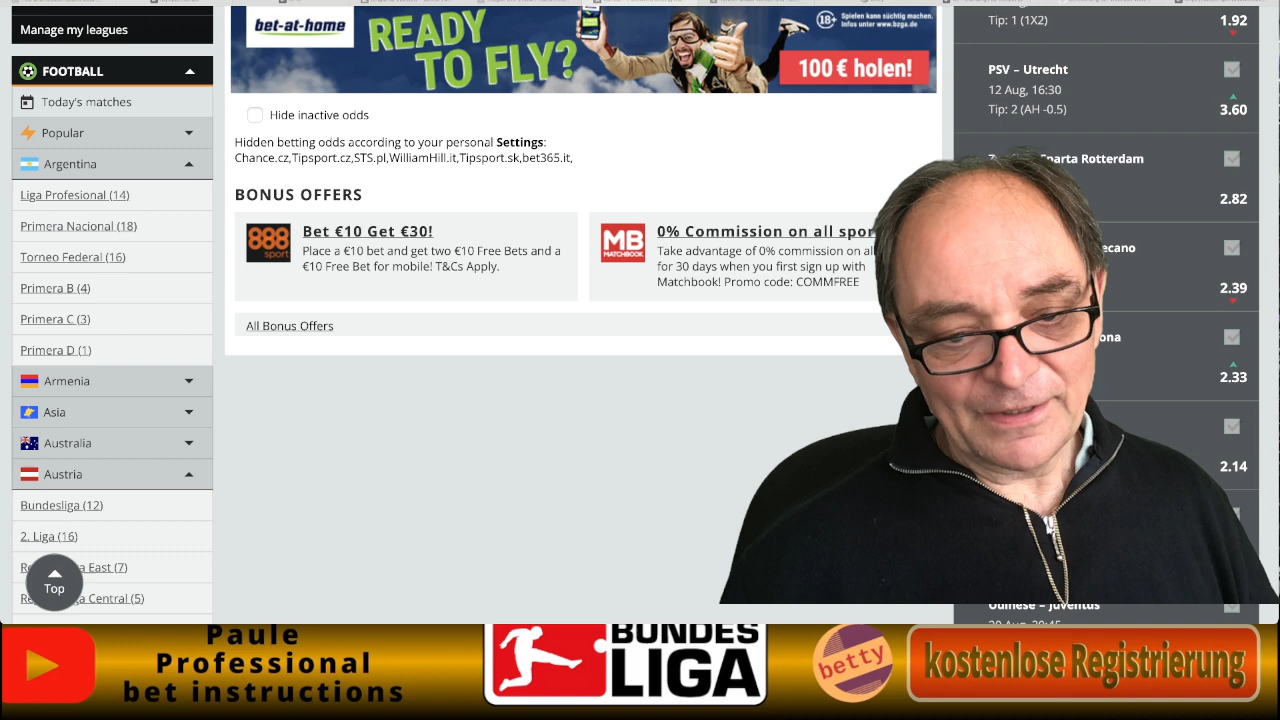 Manage my leagues
FOOTBALL
Today's matches
Popular
Argentina
Liga Profesional (14)
Primera Nacional (18)
Torneo Federal (16)
Primera B (4)
Primera C (3)
Primera D (1)
Armenia
Asia
Australia
Austria
Bundesliga (12)
2. Liga (16)
East (7)
Central (5)
Top
bet-at-home
READY
TO FLY?
18+
Spielen kann süchtig machen.
Infos unter www.bzga.de.
100 € holen!
Hide inactive odds
Hidden betting odds according to your personal Settings:
Chance.cz,Tipsport.cz,STS.pl,WilliamHill.it,Tipsport.sk,bet365.it,
BONUS OFFERS
888
sport
Bet €10 Get €30!
Place a €10 bet and get two €10 Free Bets and a
€10 Free Bet for mobile! T&Cs Apply.
MB
MATCHBOOK
0% Commission on all
Take advantage of 0% commission on all
for 30 days when you first sign up with
Matchbook! Promo code: COMMFREE
All Bonus Offers
Tip: 1 (1X2)
1.92
PSV – Utrecht
12 Aug, 16:30
Tip: 2 (AH -0.5)
3.60
Sparta Rotterdam
2.82
2.39
2.33
2.14
Udinese – Juventus
20 Aug, 20:45
Paule
Professional
bet instructions
BUNDES
LIGA
betty
kostenlose Registrierung